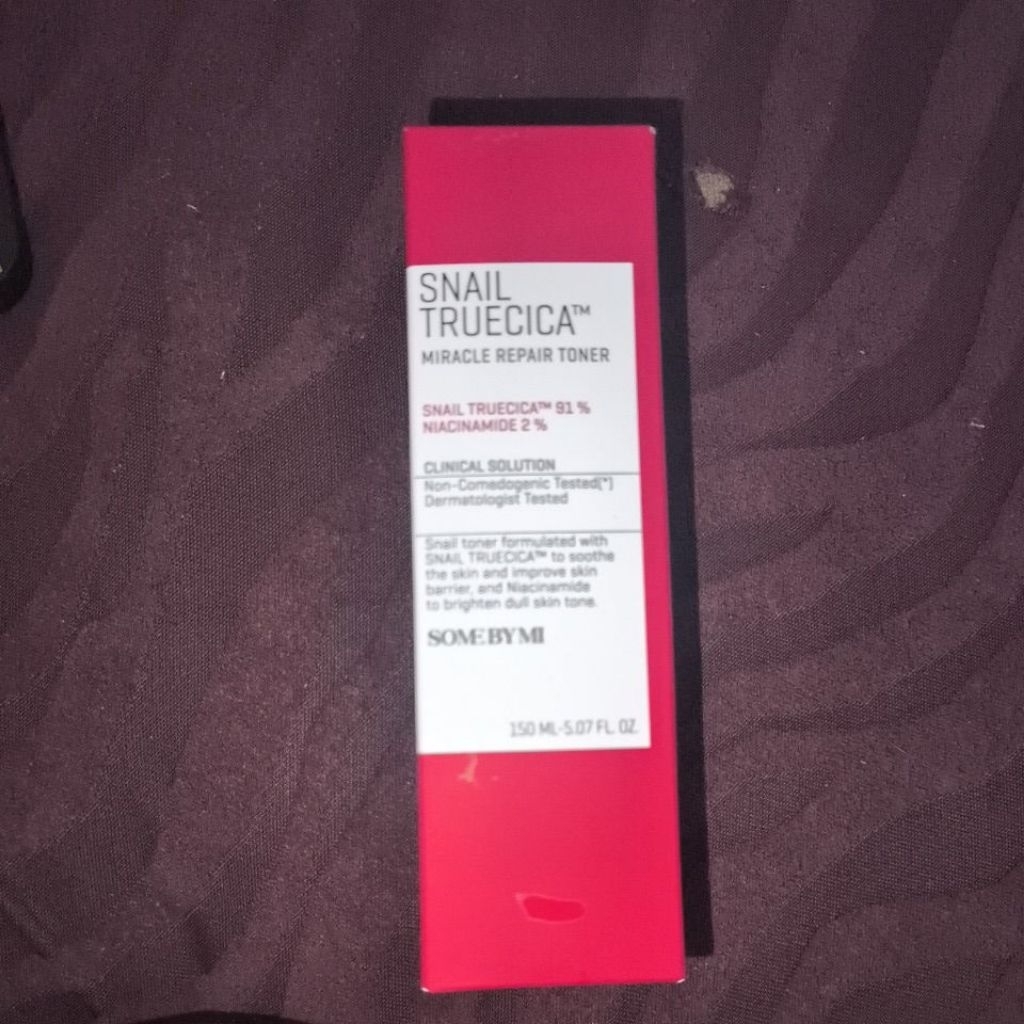 SNAIL
TRUECICA™
MIRACLE REPAIR TONER
SNAIL TRUECICA™ 91 %
NIACINAMIDE 2 %
CLINICAL SOLUTION
Non-Comedogenic Tested(*)
Dermatologist Tested
Snail toner formulated with
SNAIL TRUECICA™ to soothe
the skin and improve skin
barrier, and Niacinamide
to brighten dull skin tone.
SOME BY MI
150 ML-5.07 FL. OZ.